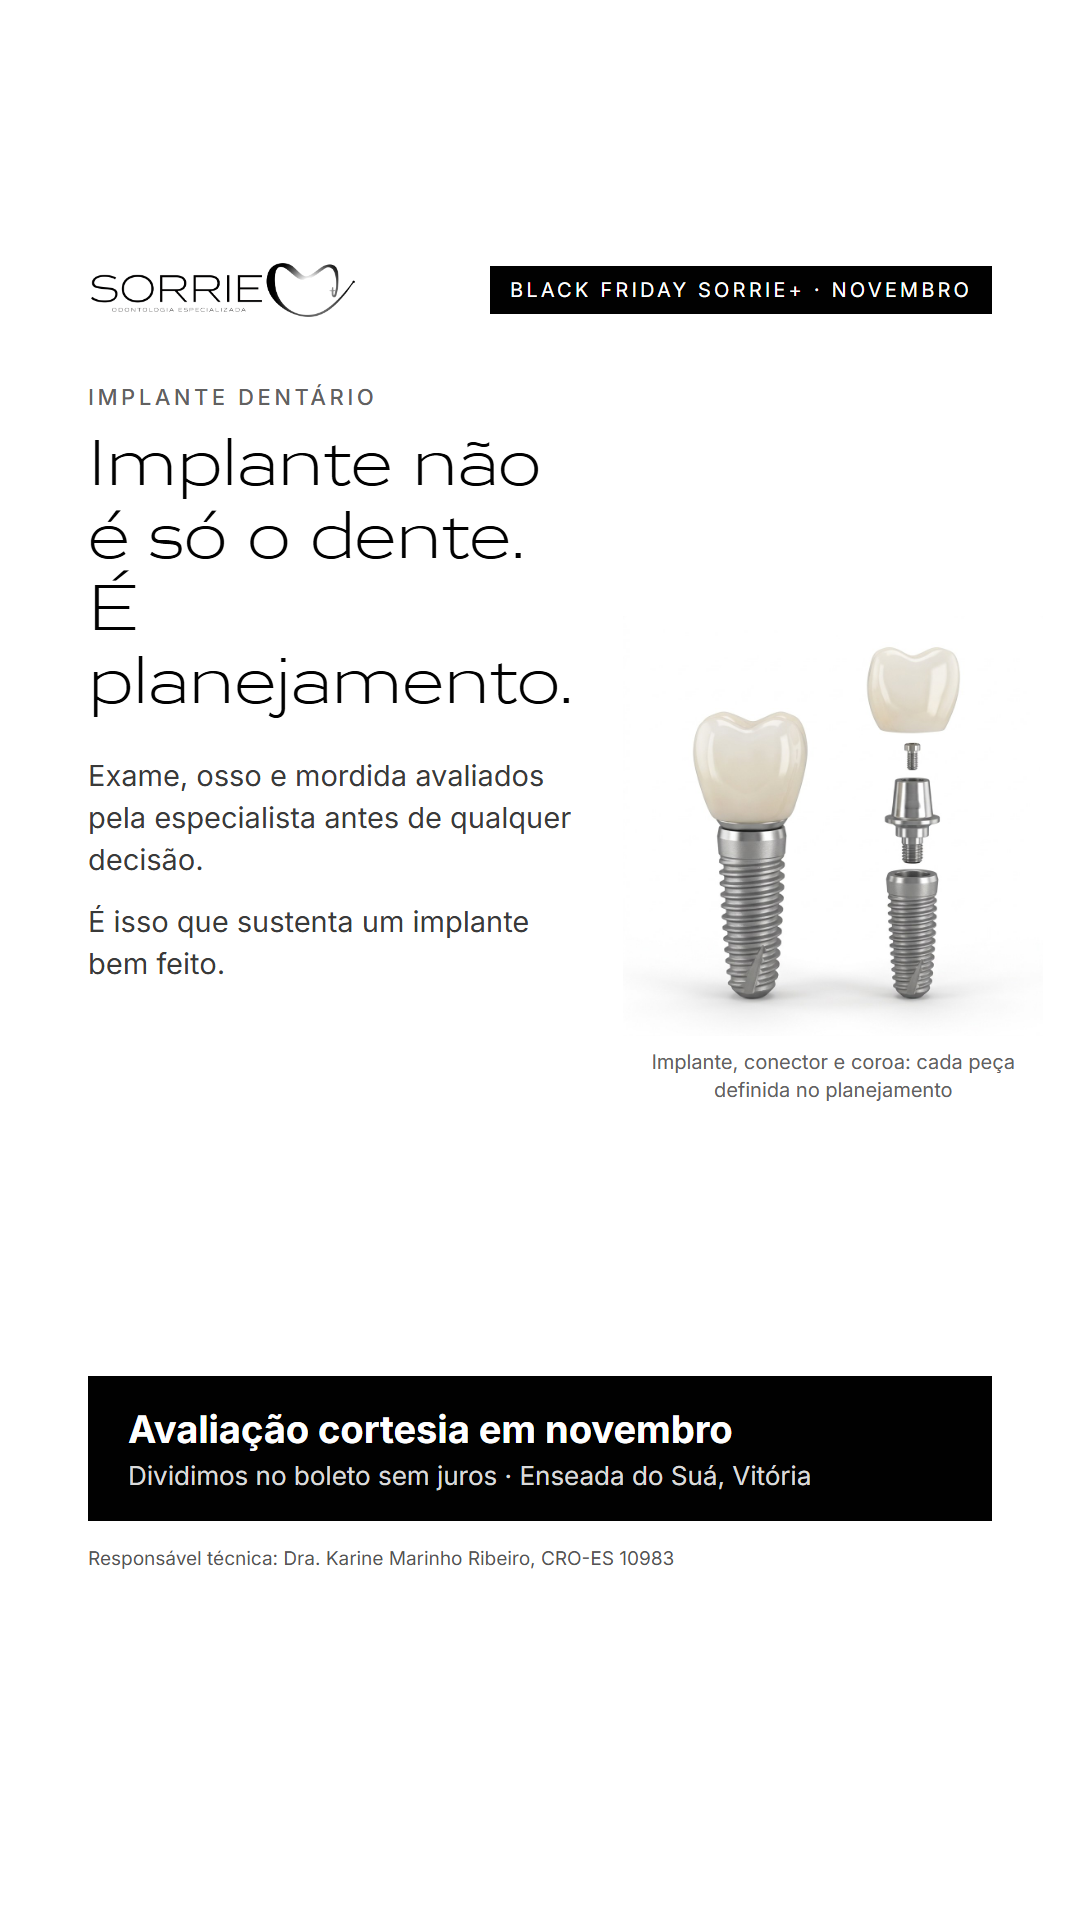 SORRIE
ODONTOLOGIA ESPECIALIZADA
BLACK FRIDAY SORRIE+ · NOVEMBRO
IMPLANTE DENTÁRIO
Implante não
é só o dente.
É
planejamento.
Exame, osso e mordida avaliados
pela especialista antes de qualquer
decisão.
É isso que sustenta um implante
bem feito.
Implante, conector e coroa: cada peça
definida no planejamento
Avaliação cortesia em novembro
Dividimos no boleto sem juros · Enseada do Suá, Vitória
Responsável técnica: Dra. Karine Marinho Ribeiro, CRO-ES 10983